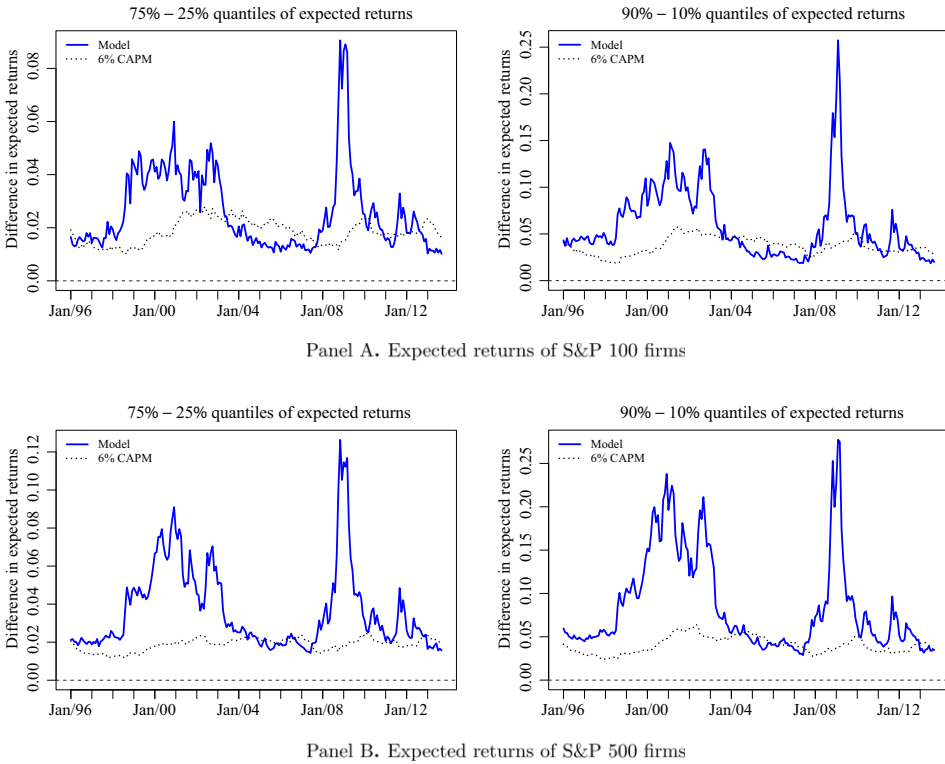 75% − 25% quantiles of expected returns
Model
6% CAPM
Difference in expected returns
0.00 0.02 0.04 0.06 0.08
Jan/96 Jan/00 Jan/04 Jan/08 Jan/12
90% − 10% quantiles of expected returns
Model
6% CAPM
Difference in expected returns
0.00 0.05 0.10 0.15 0.20 0.25
Jan/96 Jan/00 Jan/04 Jan/08 Jan/12
Panel A. Expected returns of S&P 100 firms
75% − 25% quantiles of expected returns
Model
6% CAPM
Difference in expected returns
0.00 0.02 0.04 0.06 0.08 0.10 0.12
Jan/96 Jan/00 Jan/04 Jan/08 Jan/12
90% − 10% quantiles of expected returns
Model
6% CAPM
Difference in expected returns
0.00 0.05 0.10 0.15 0.20 0.25
Jan/96 Jan/00 Jan/04 Jan/08 Jan/12
Panel B. Expected returns of S&P 500 firms